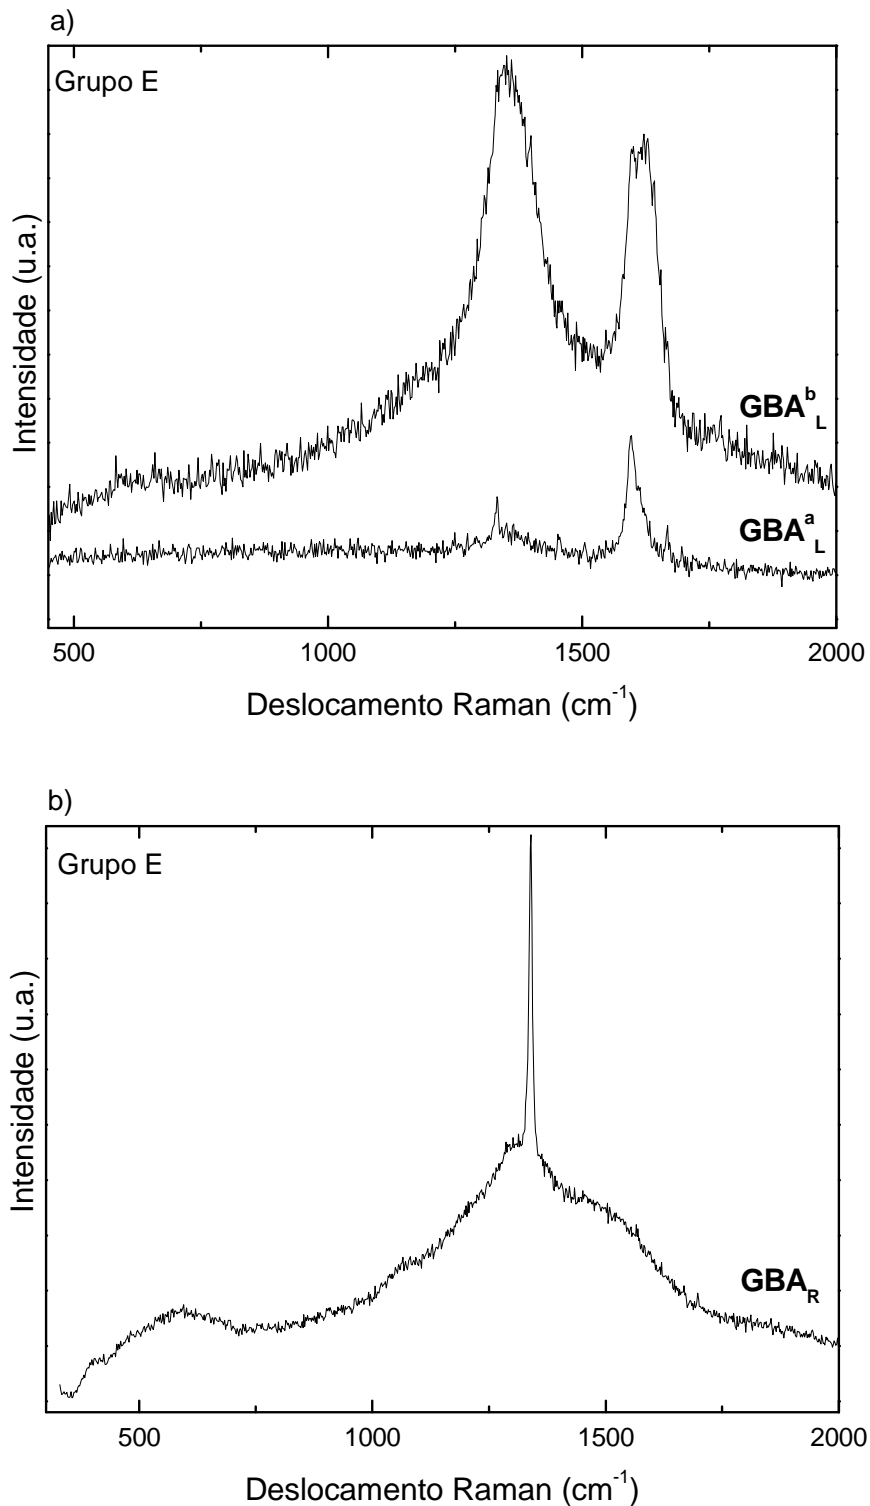 a)
Grupo E
Intensidade (u.a.)
GBA^b_L
GBA^a_L
500 1000 1500 2000
Deslocamento Raman (cm^-1)
b)
Grupo E
Intensidade (u.a.)
GBA_R
500 1000 1500 2000
Deslocamento Raman (cm^-1)